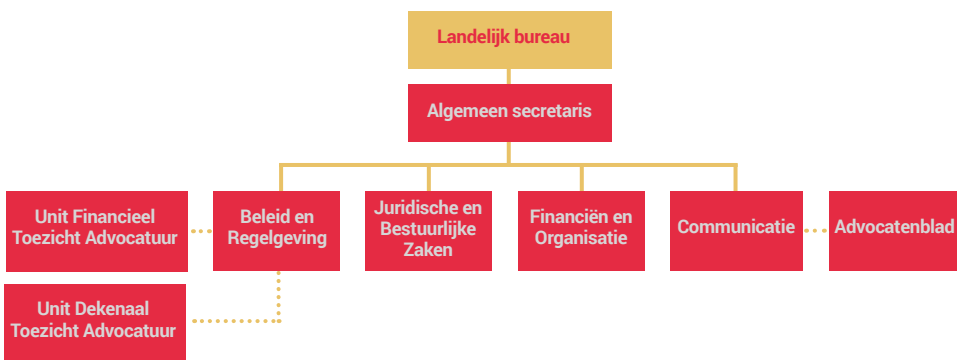 Landelijk bureau
Algemeen secretaris
Unit Financieel
Toezicht Advocatuur
Beleid en
Regelgeving
Juridische en
Bestuurlijke
Zaken
Financiën en
Organisatie
Communicatie
Advocatenblad
Unit Dekenaal
Toezicht Advocatuur